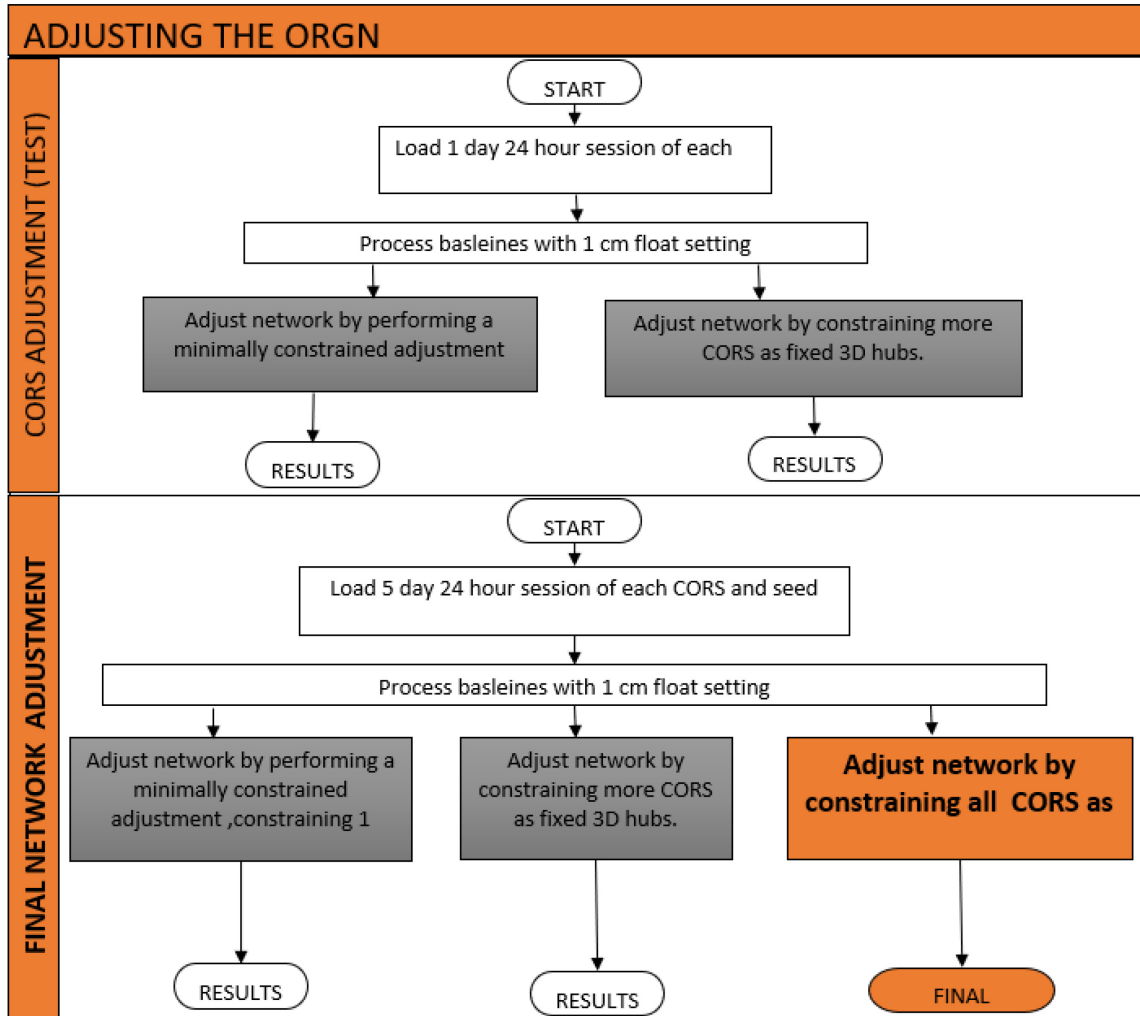 ADJUSTING THE ORGN
CORS ADJUSTMENT (TEST)
START
Load 1 day 24 hour session of each
Process basleines with 1 cm float setting
Adjust network by performing a
minimally constrained adjustment
Adjust network by constraining more
CORS as fixed 3D hubs.
RESULTS
RESULTS
FINAL NETWORK ADJUSTMENT
START
Load 5 day 24 hour session of each CORS and seed
Process basleines with 1 cm float setting
Adjust network by performing a
minimally constrained
adjustment ,constraining 1
Adjust network by
constraining more CORS
as fixed 3D hubs.
Adjust network by
constraining all CORS as
RESULTS
RESULTS
FINAL